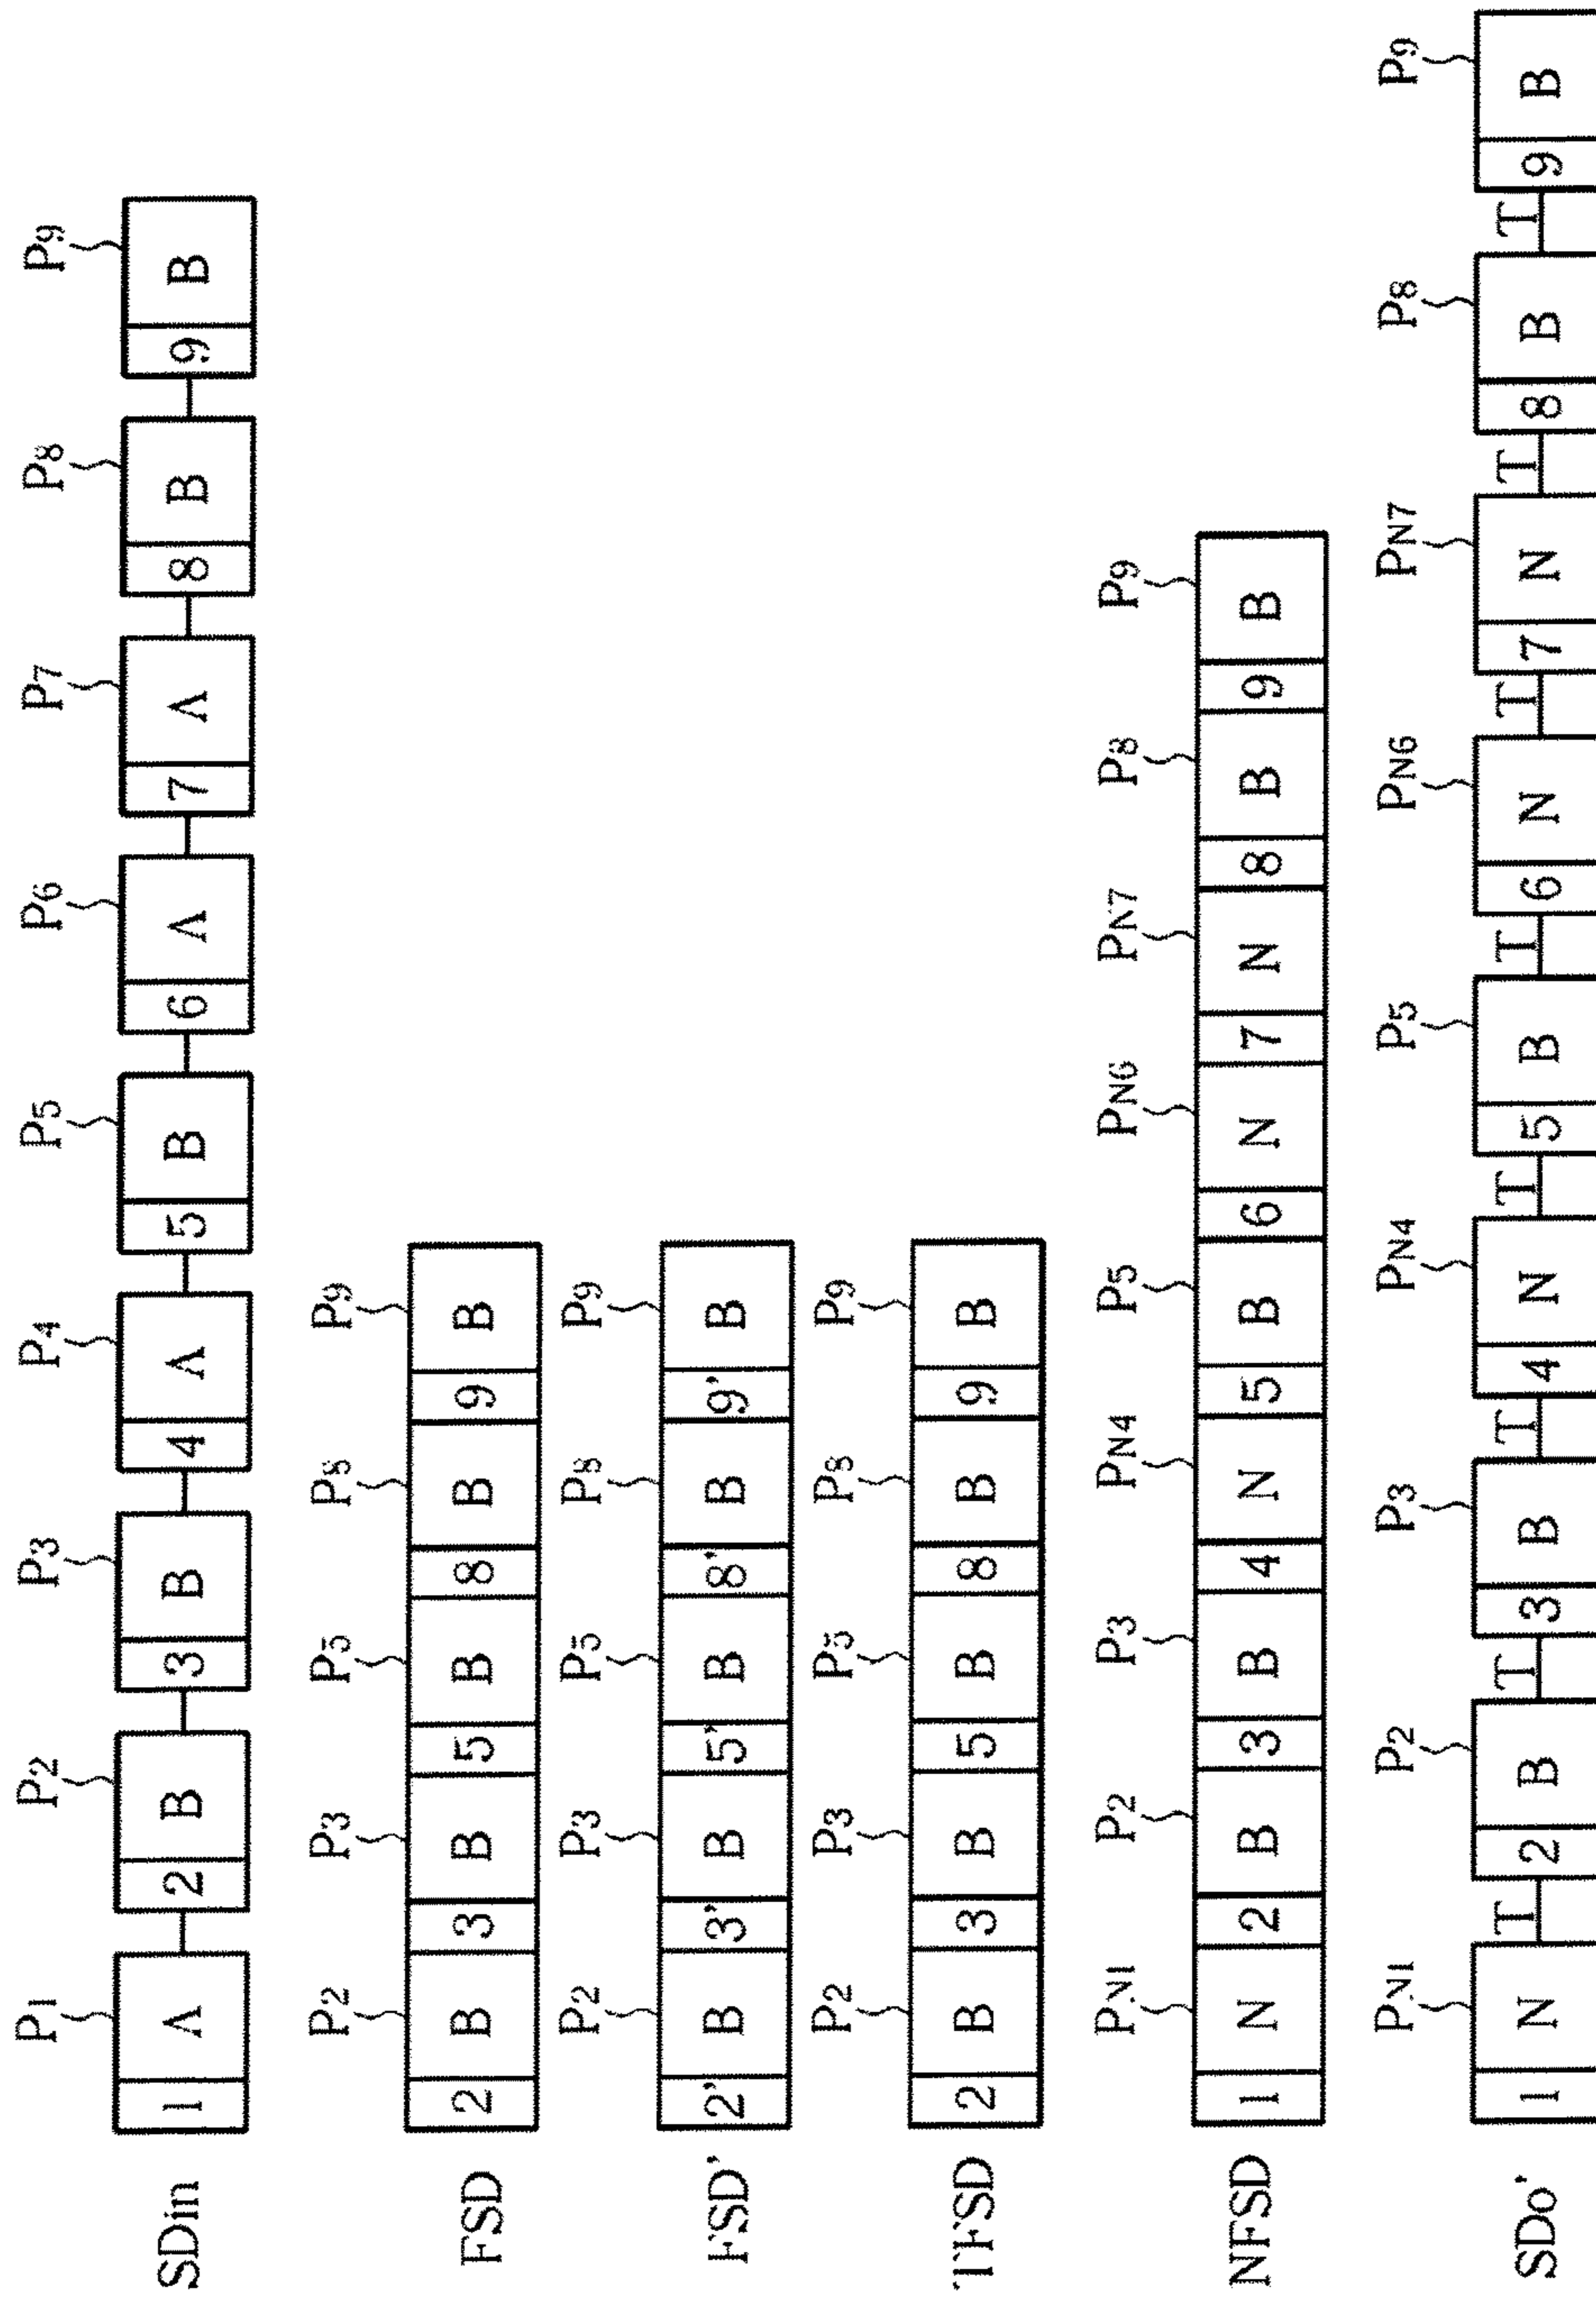 P1 P2 P3 P4 P5 P6 P7 P8 P9
SDin 1 A 2 B 3 B 4 A 5 B 6 A 7 A 8 B 9 B
P2 P3 P5 P8 P9
FSD 2 B 3 B 5 B 8 B 9 B
P2 P3 P5 P8 P9
FSD' 2' B 3' B 5' B 8' B 9' B
P2 P3 P5 P8 P9
TFSD 2 B 3 B 5 B 8 B 9 B
PN1 P2 P3 PN4 P5 PN6 PN7 P8 P9
NFSD 1 N 2 B 3 B 4 N 5 B 6 N 7 N 8 B 9 B
PN1 P2 P3 PN4 P5 PN6 PN7 P8 P9
SDo' 1 N T 2 B T 3 B T 4 N T 5 B T 6 N T 7 N T 8 B T 9 B